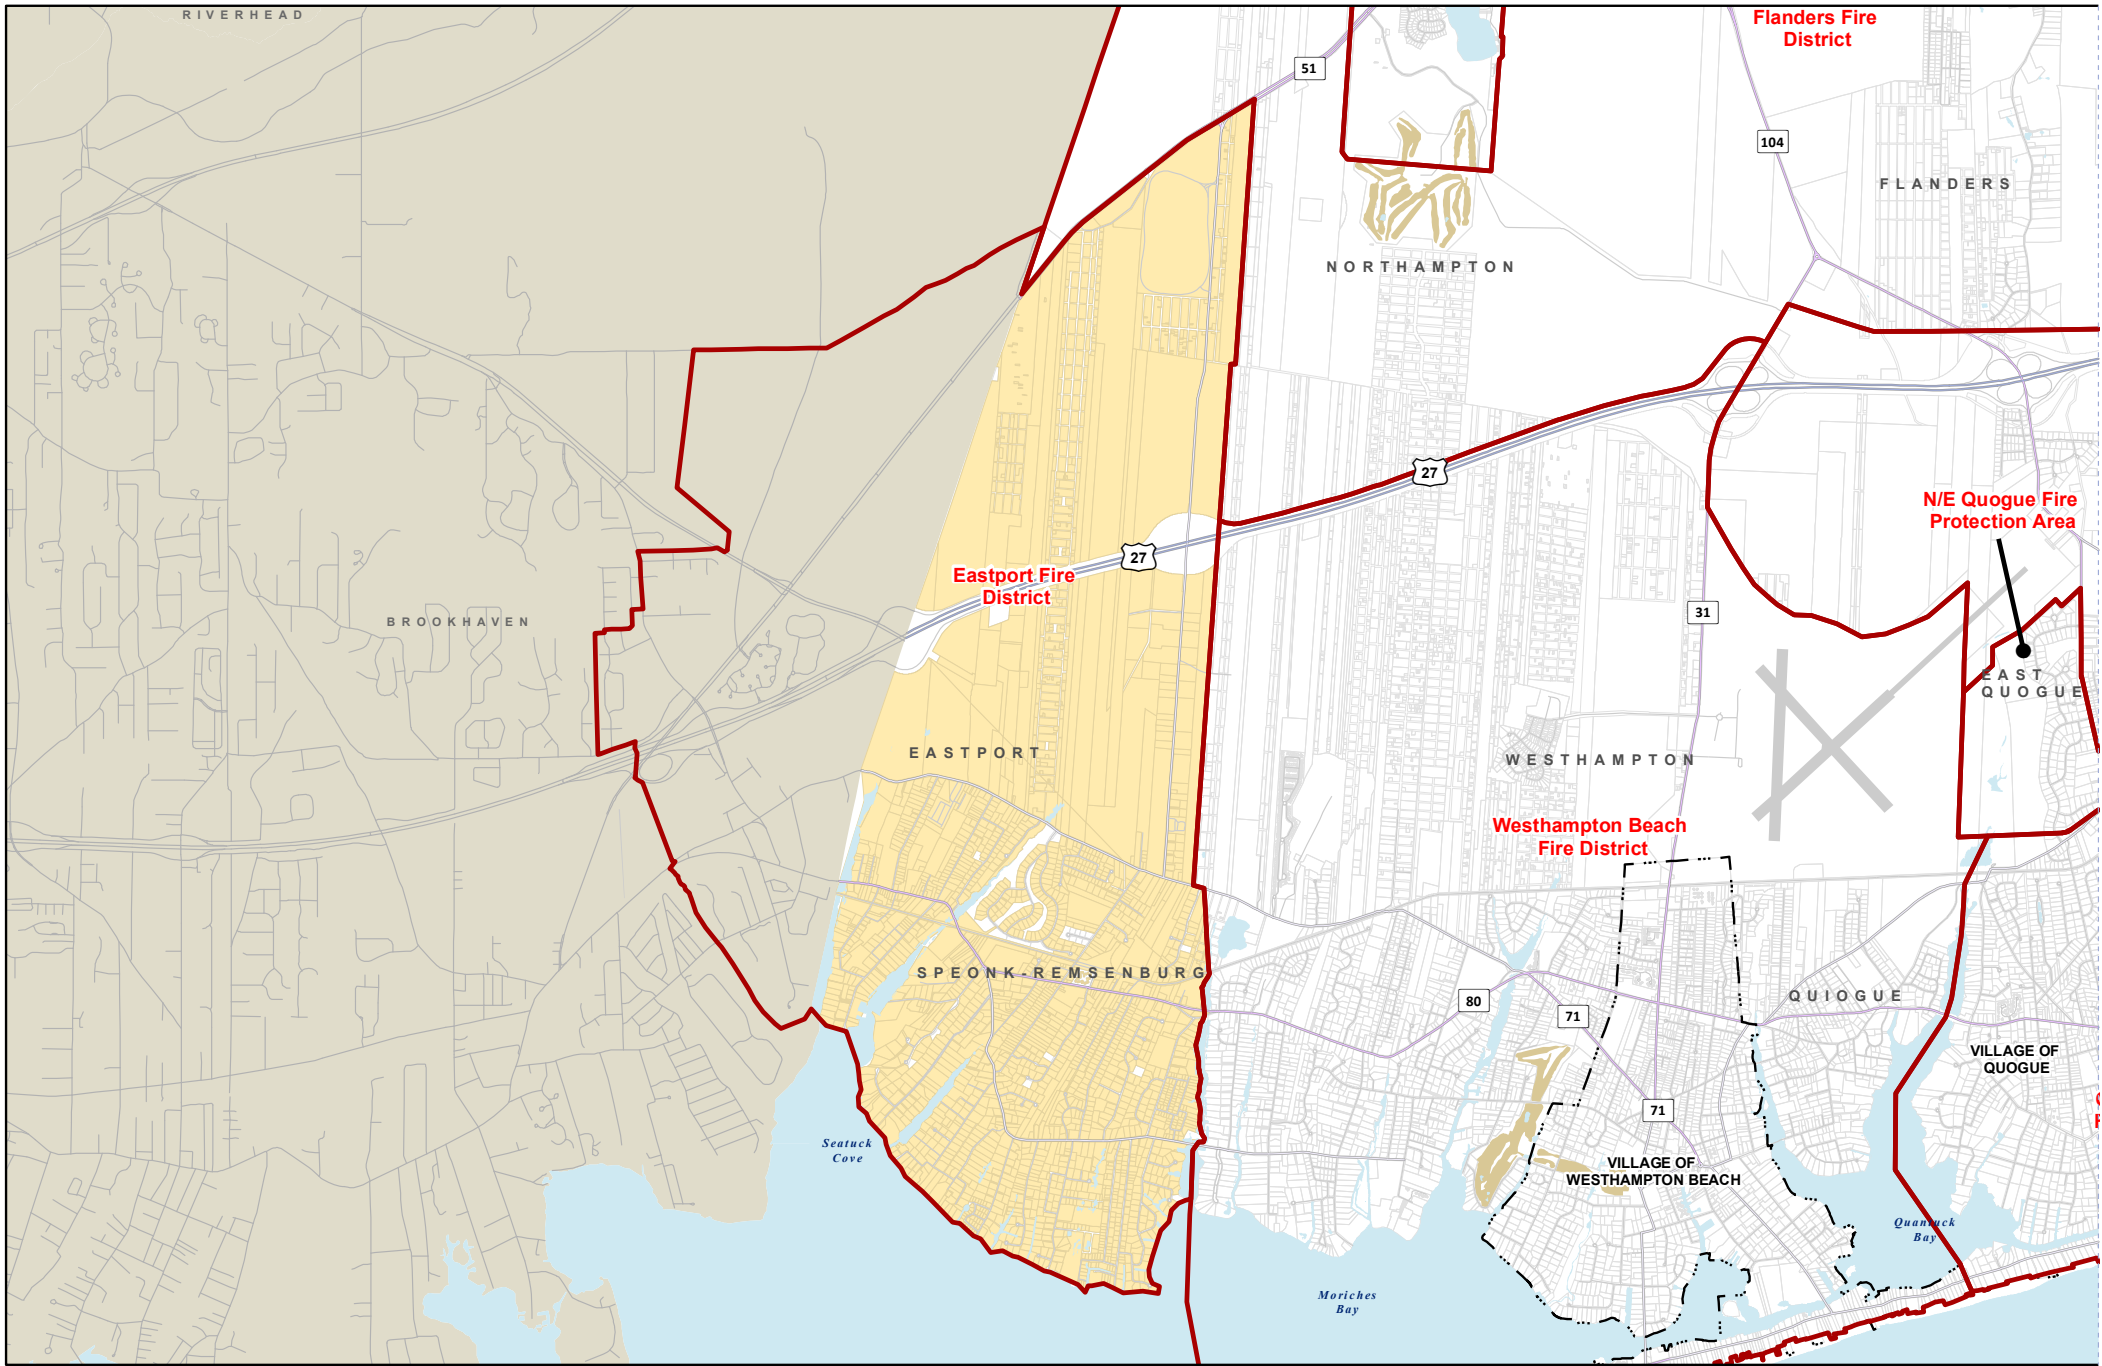 RIVERHEAD
Flanders Fire
District
51
104
FLANDERS
NORTHAMPTON
27
N/E Quogue Fire
Protection Area
27
Eastport Fire
District
31
BROOKHAVEN
EAST
QUOGUE
EASTPORT
WESTHAMPTON
Westhampton Beach
Fire District
SPEONK-REMSENBURG
80
71
QUIOGUE
VILLAGE OF
QUOGUE
71
Seatuck
Cove
VILLAGE OF
WESTHAMPTON BEACH
Quantuck
Bay
Moriches
Bay